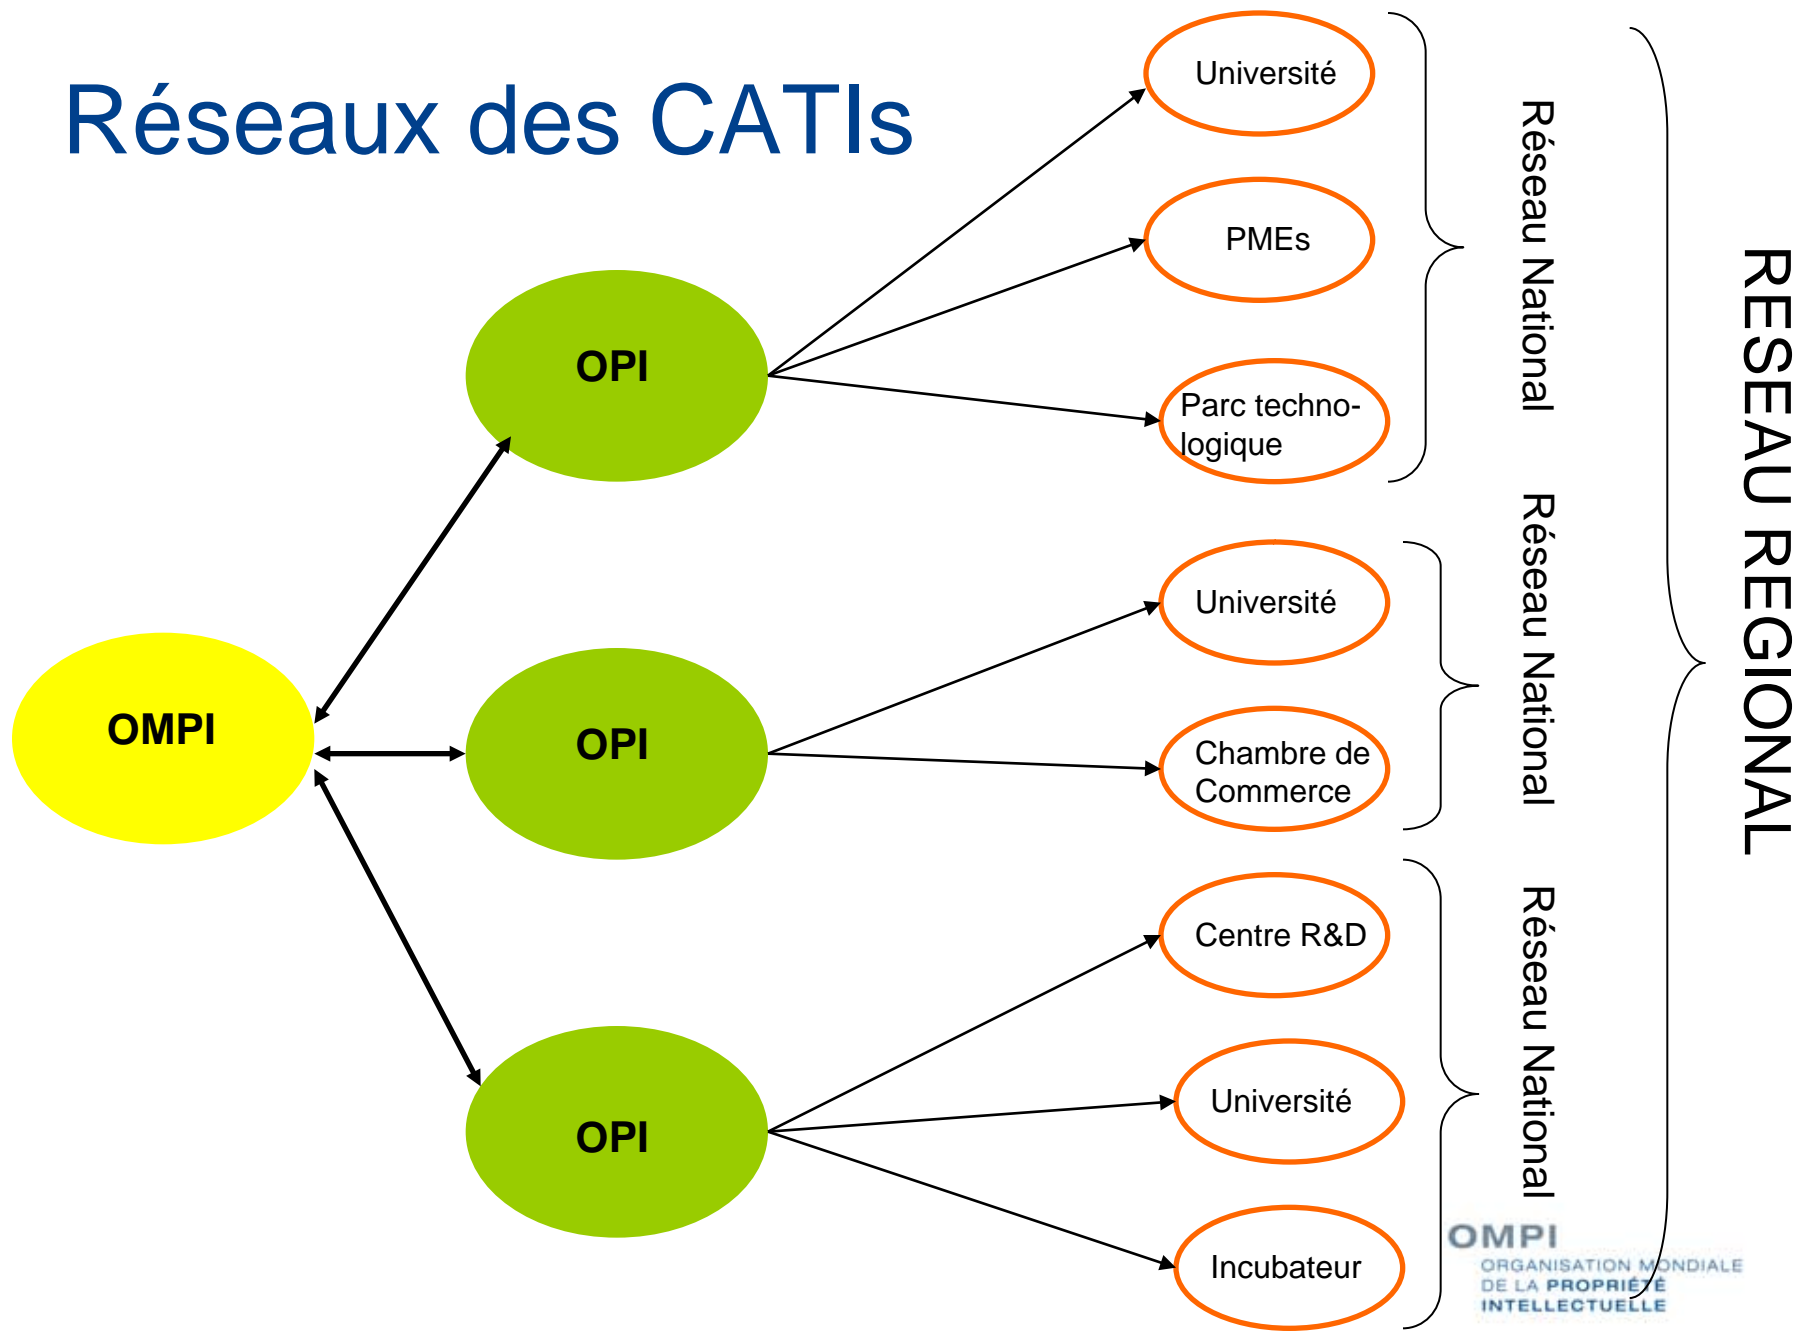 Réseaux des CATIs
Université
PMEs
OPI
Parc techno-
logique
Réseau National
Université
OMPI
OPI
Chambre de
Commerce
Réseau National
Centre R&D
OPI
Université
Incubateur
Réseau National
RESEAU REGIONAL
OMPI
ORGANISATION MONDIALE
DE LA PROPRIÉTÉ
INTELLECTUELLE